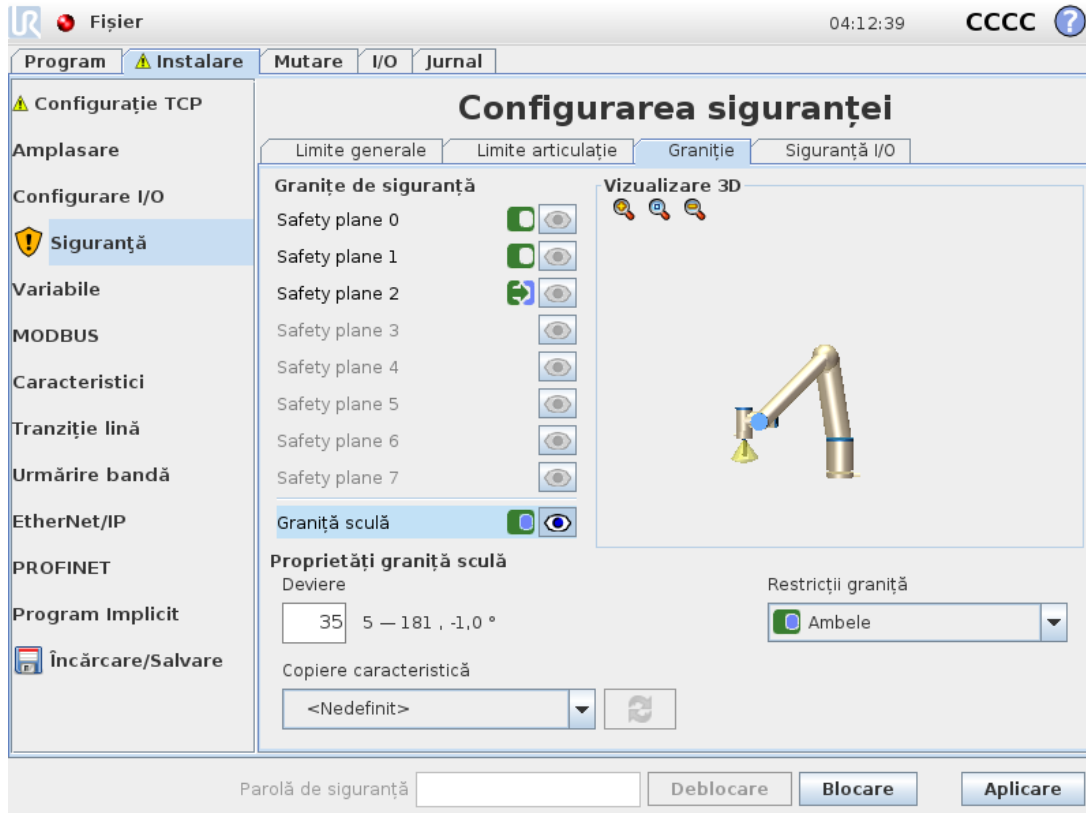 UR Fișier 04:12:39 CCCC ?
Program Instalare Mutare I/O Jurnal
Configurație TCP
Amplasare
Configurare I/O
Siguranță
Variabile
MODBUS
Caracteristici
Tranziție lină
Urmărire bandă
EtherNet/IP
PROFINET
Program Implicit
Încărcare/Salvare
Configurarea siguranței
Limite generale Limite articulație Graniție Siguranță I/O
Granițe de siguranță
Safety plane 0
Safety plane 1
Safety plane 2
Safety plane 3
Safety plane 4
Safety plane 5
Safety plane 6
Safety plane 7
Graniță sculă
Vizualizare 3D
Proprietăți graniță sculă
Deviere
35 5 — 181 , -1,0 °
Restricții graniță
Ambele
Copiere caracteristică
<Nedefinit>
Parolă de siguranță Deblocare Blocare Aplicare